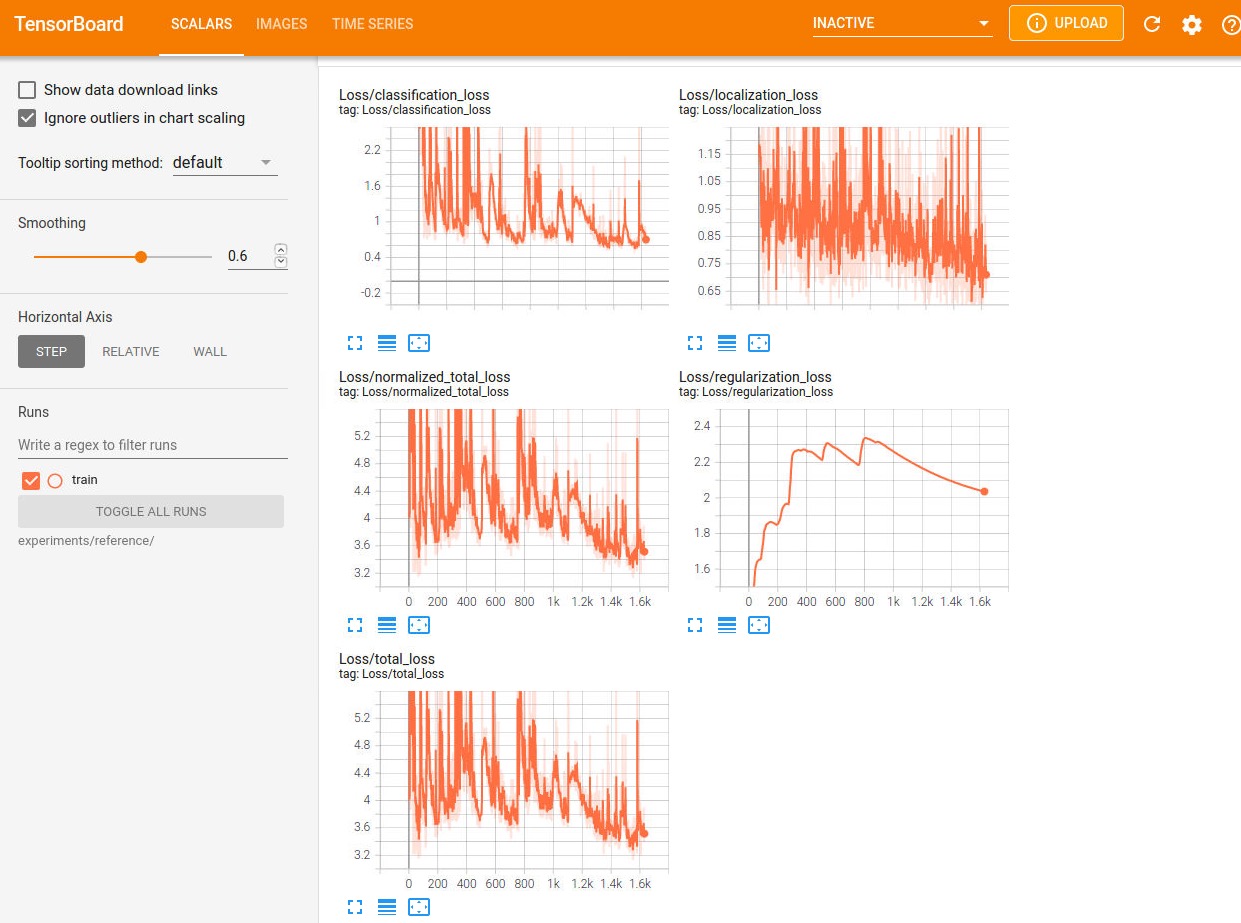 TensorBoard
SCALARS
IMAGES
TIME SERIES
INACTIVE
UPLOAD
Show data download links
Ignore outliers in chart scaling
Tooltip sorting method: default
Smoothing
0.6
Horizontal Axis
STEP
RELATIVE
WALL
Runs
Write a regex to filter runs
train
TOGGLE ALL RUNS
experiments/reference/
Loss/classification_loss
tag: Loss/classification_loss
2.2
1.6
1
0.4
-0.2
Loss/localization_loss
tag: Loss/localization_loss
1.15
1.05
0.95
0.85
0.75
0.65
Loss/normalized_total_loss
tag: Loss/normalized_total_loss
5.2
4.8
4.4
4
3.6
3.2
0 200 400 600 800 1k 1.2k 1.4k 1.6k
Loss/regularization_loss
tag: Loss/regularization_loss
2.4
2.2
2
1.8
1.6
0 200 400 600 800 1k 1.2k 1.4k 1.6k
Loss/total_loss
tag: Loss/total_loss
5.2
4.8
4.4
4
3.6
3.2
0 200 400 600 800 1k 1.2k 1.4k 1.6k